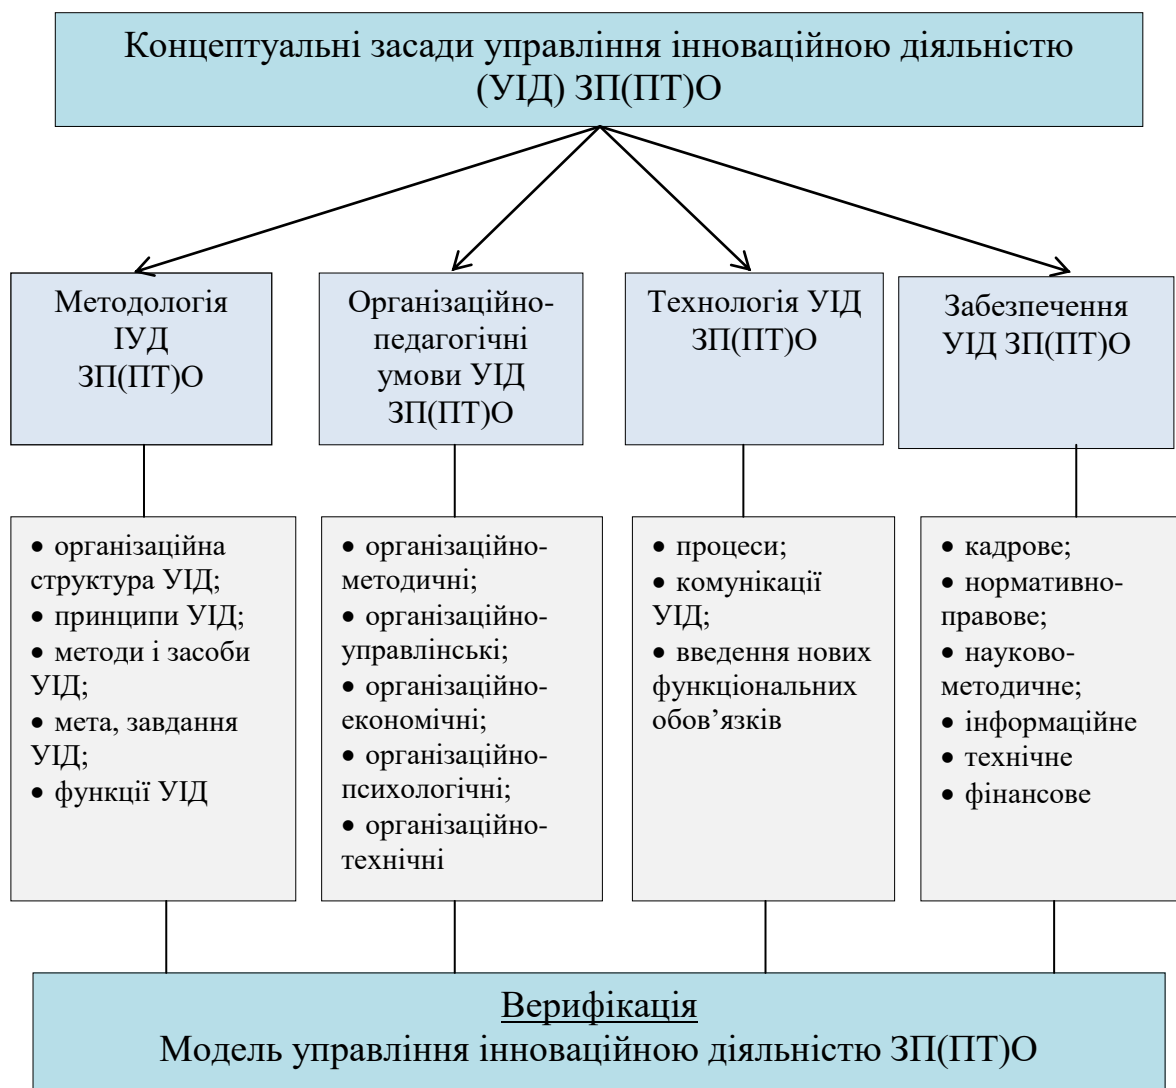 Концептуальні засади управління інноваційною діяльністю
(УІД) ЗП(ПТ)О
Методологія
ІУД
ЗП(ПТ)О
Організаційно-
педагогічні
умови УІД
ЗП(ПТ)О
Технологія УІД
ЗП(ПТ)О
Забезпечення
УІД ЗП(ПТ)О
• організаційна
структура УІД;
• принципи УІД;
• методи і засоби
УІД;
• мета, завдання
УІД;
• функції УІД
• організаційно-
методичні;
• організаційно-
управлінські;
• організаційно-
економічні;
• організаційно-
психологічні;
• організаційно-
технічні
• процеси;
• комунікації
УІД;
• введення нових
функціональних
обов’язків
• кадрове;
• нормативно-
правове;
• науково-
методичне;
• інформаційне
• технічне
• фінансове
Верифікація
Модель управління інноваційною діяльністю ЗП(ПТ)О